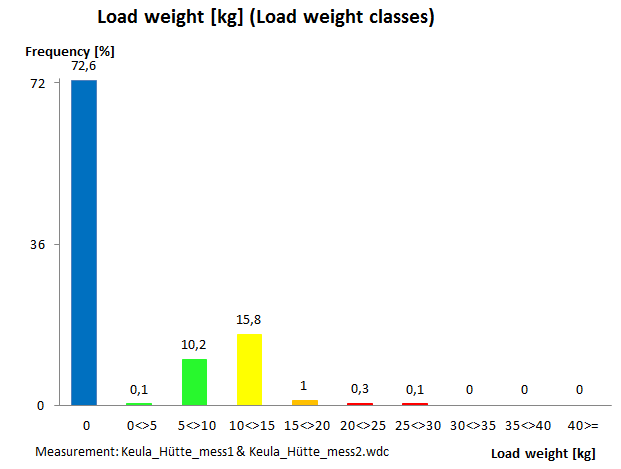 Load weight [kg] (Load weight classes)
Frequency [%]
72,6
72
36
15,8
10,2
0,1
1
0,3
0,1
0
0
0
0
0 0<>5 5<>10 10<>15 15<>20 20<>25 25<>30 30<>35 35<>40 40>=
Measurement: Keula_Hütte_mess1 & Keula_Hütte_mess2.wdc
Load weight [kg]